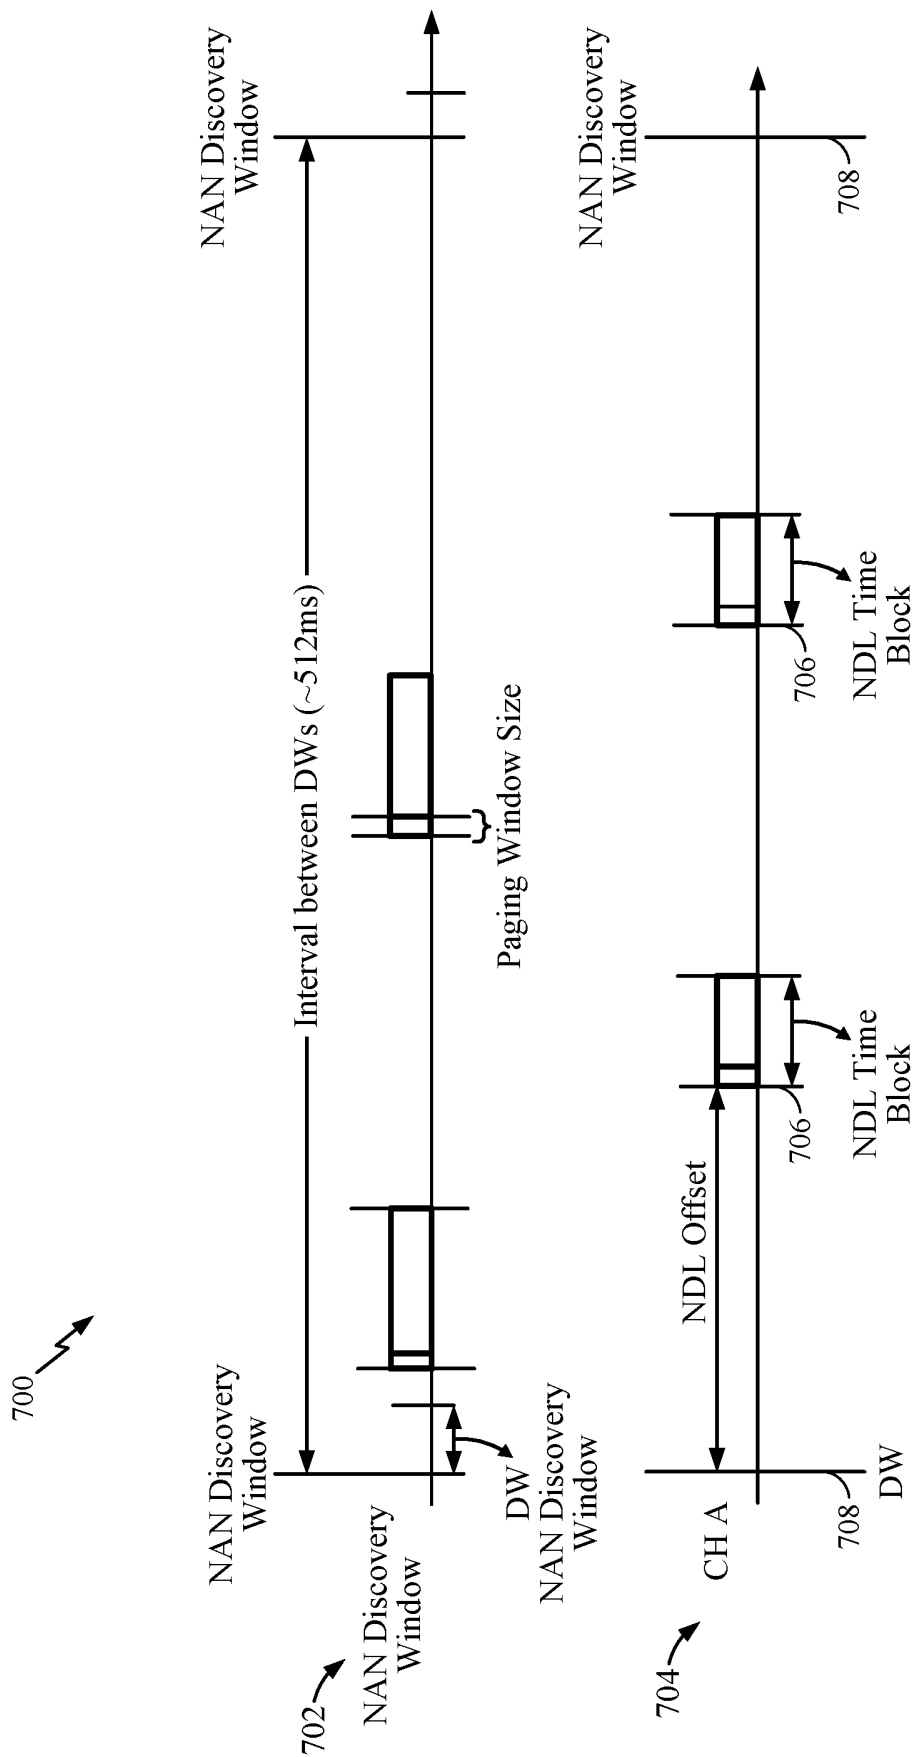 700
NAN Discovery
Window
NAN Discovery
Window
Interval between DWs (~512ms)
702
NAN Discovery
Window
DW
NAN Discovery
Window
Paging Window Size
704
CH A
NAN Discovery
Window
NDL Offset
706
706
708
708
DW
NDL Time
Block
NDL Time
Block